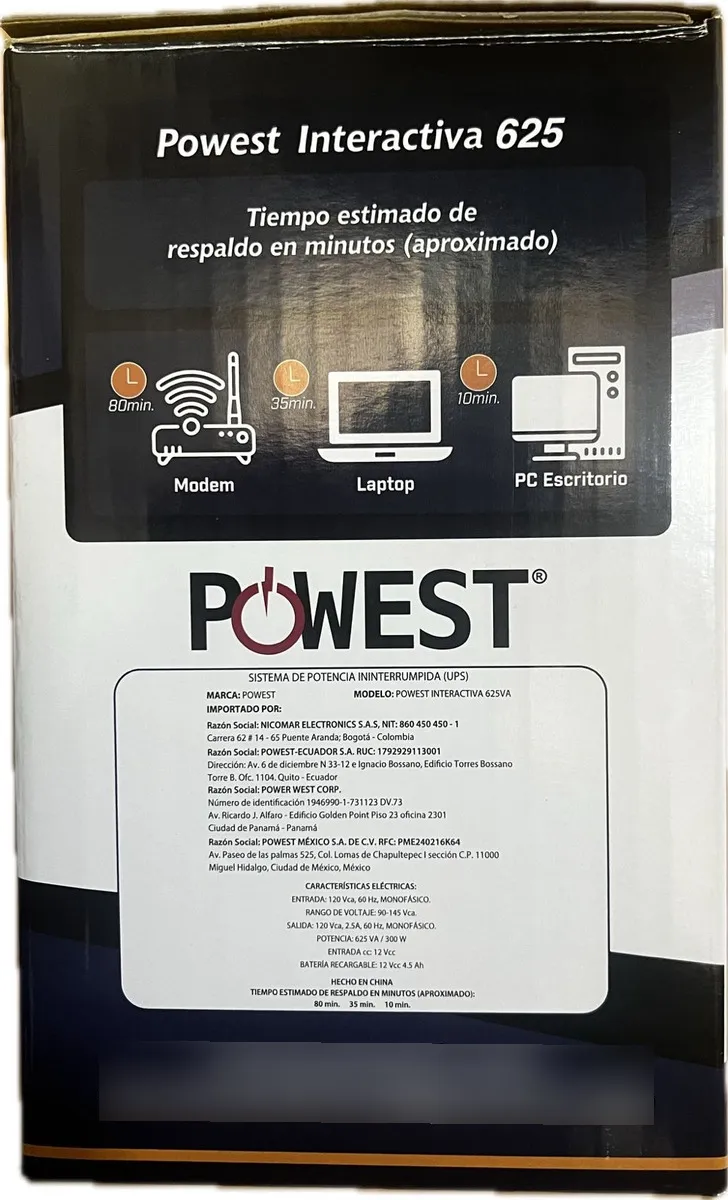 Powest Interactiva 625
Tiempo estimado de
respaldo en minutos (aproximado)
80min.
35min.
10min.
Modem
Laptop
PC Escritorio
POWEST®
SISTEMA DE POTENCIA ININTERRUMPIDA (UPS)
MARCA: POWEST MODELO: POWEST INTERACTIVA 625VA
IMPORTADO POR:
Razón Social: NICOMAR ELECTRONICS S.A.S, NIT: 860 450 450 - 1
Carrera 62 # 14 - 65 Puente Aranda; Bogotá - Colombia
Razón Social: POWEST-ECUADOR S.A. RUC: 1792929113001
Dirección: Av. 6 de diciembre N 33-12 e Ignacio Bossano, Edificio Torres Bossano
Torre B. Ofc. 1104. Quito - Ecuador
Razón Social: POWER WEST CORP.
Número de identificación 1946990-1-731123 DV.73
Av. Ricardo J. Alfaro - Edificio Golden Point Piso 23 oficina 2301
Ciudad de Panamá - Panamá
Razón Social: POWEST MÉXICO S.A. DE C.V. RFC: PME240216K64
Av. Paseo de las palmas 525, Col. Lomas de Chapultepec I sección C.P. 11000
Miguel Hidalgo, Ciudad de México, México
CARACTERÍSTICAS ELÉCTRICAS:
ENTRADA: 120 Vca, 60 Hz, MONOFÁSICO.
RANGO DE VOLTAJE: 90-145 Vca.
SALIDA: 120 Vca, 2.5A, 60 Hz, MONOFÁSICO.
POTENCIA: 625 VA / 300 W
ENTRADA cc: 12 Vcc
BATERÍA RECARGABLE: 12 Vcc 4.5 Ah
HECHO EN CHINA
TIEMPO ESTIMADO DE RESPALDO EN MINUTOS (APROXIMADO):
80 min. 35 min. 10 min.